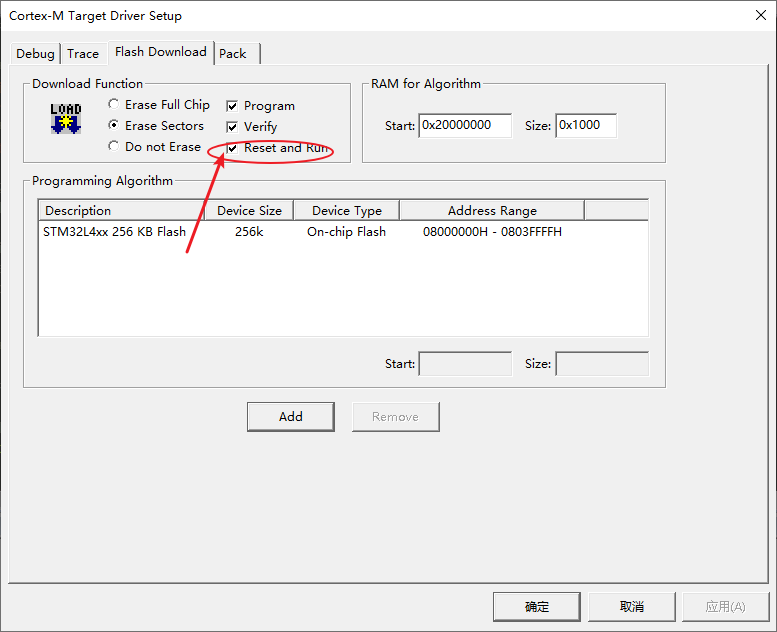 Cortex-M Target Driver Setup
Debug Trace Flash Download Pack
Download Function
LOAD
Erase Full Chip
Erase Sectors
Do not Erase
Program
Verify
Reset and Run
RAM for Algorithm
Start: 0x20000000 Size: 0x1000
Programming Algorithm
Description Device Size Device Type Address Range
STM32L4xx 256 KB Flash 256k On-chip Flash 08000000H - 0803FFFFH
Start: Size:
Add Remove
确定 取消 应用(A)